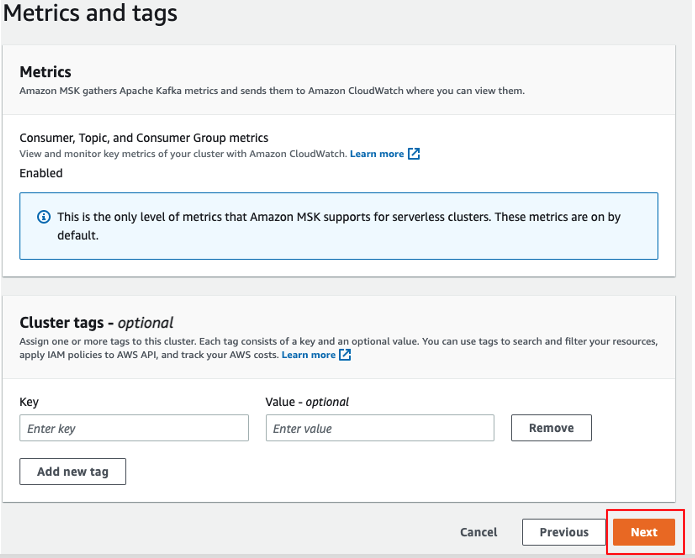 Metrics and tags
Metrics
Amazon MSK gathers Apache Kafka metrics and sends them to Amazon CloudWatch where you can view them.
Consumer, Topic, and Consumer Group metrics
View and monitor key metrics of your cluster with Amazon CloudWatch. Learn more
Enabled
This is the only level of metrics that Amazon MSK supports for serverless clusters. These metrics are on by
default.
Cluster tags - optional
Assign one or more tags to this cluster. Each tag consists of a key and an optional value. You can use tags to search and filter your resources,
apply IAM policies to AWS API, and track your AWS costs. Learn more
Key Value - optional
Enter key Enter value Remove
Add new tag
Cancel Previous Next